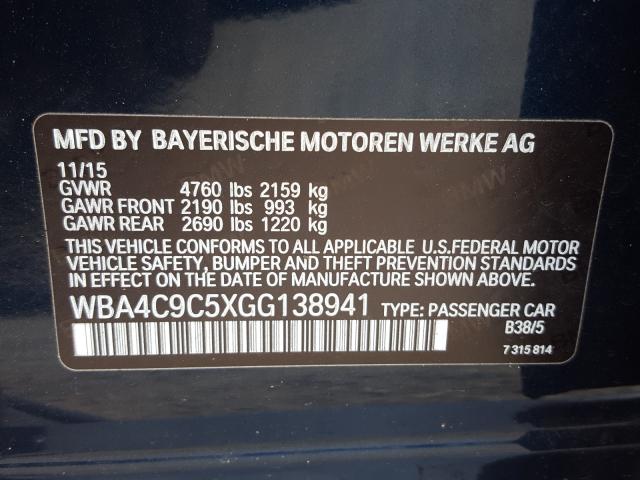 MFD BY BAYERISCHE MOTOREN WERKE AG
11/15
GVWR 4760 lbs 2159 kg
GAWR FRONT 2190 lbs 993 kg
GAWR REAR 2690 lbs 1220 kg
THIS VEHICLE CONFORMS TO ALL APPLICABLE U.S.FEDERAL MOTOR
VEHICLE SAFETY, BUMPER AND THEFT PREVENTION STANDARDS
IN EFFECT ON THE DATE OF MANUFACTURE SHOWN ABOVE.
WBA4C9C5XGG138941 TYPE: PASSENGER CAR
B38/5
7 315 814